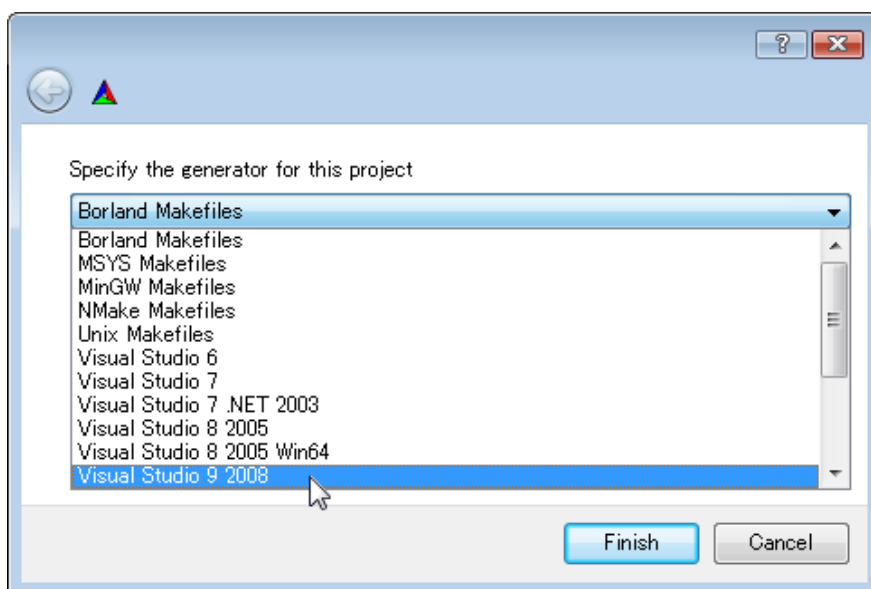 Specify the generator for this project
Borland Makefiles
Borland Makefiles
MSYS Makefiles
MinGW Makefiles
NMake Makefiles
Unix Makefiles
Visual Studio 6
Visual Studio 7
Visual Studio 7 .NET 2003
Visual Studio 8 2005
Visual Studio 8 2005 Win64
Visual Studio 9 2008
Finish Cancel